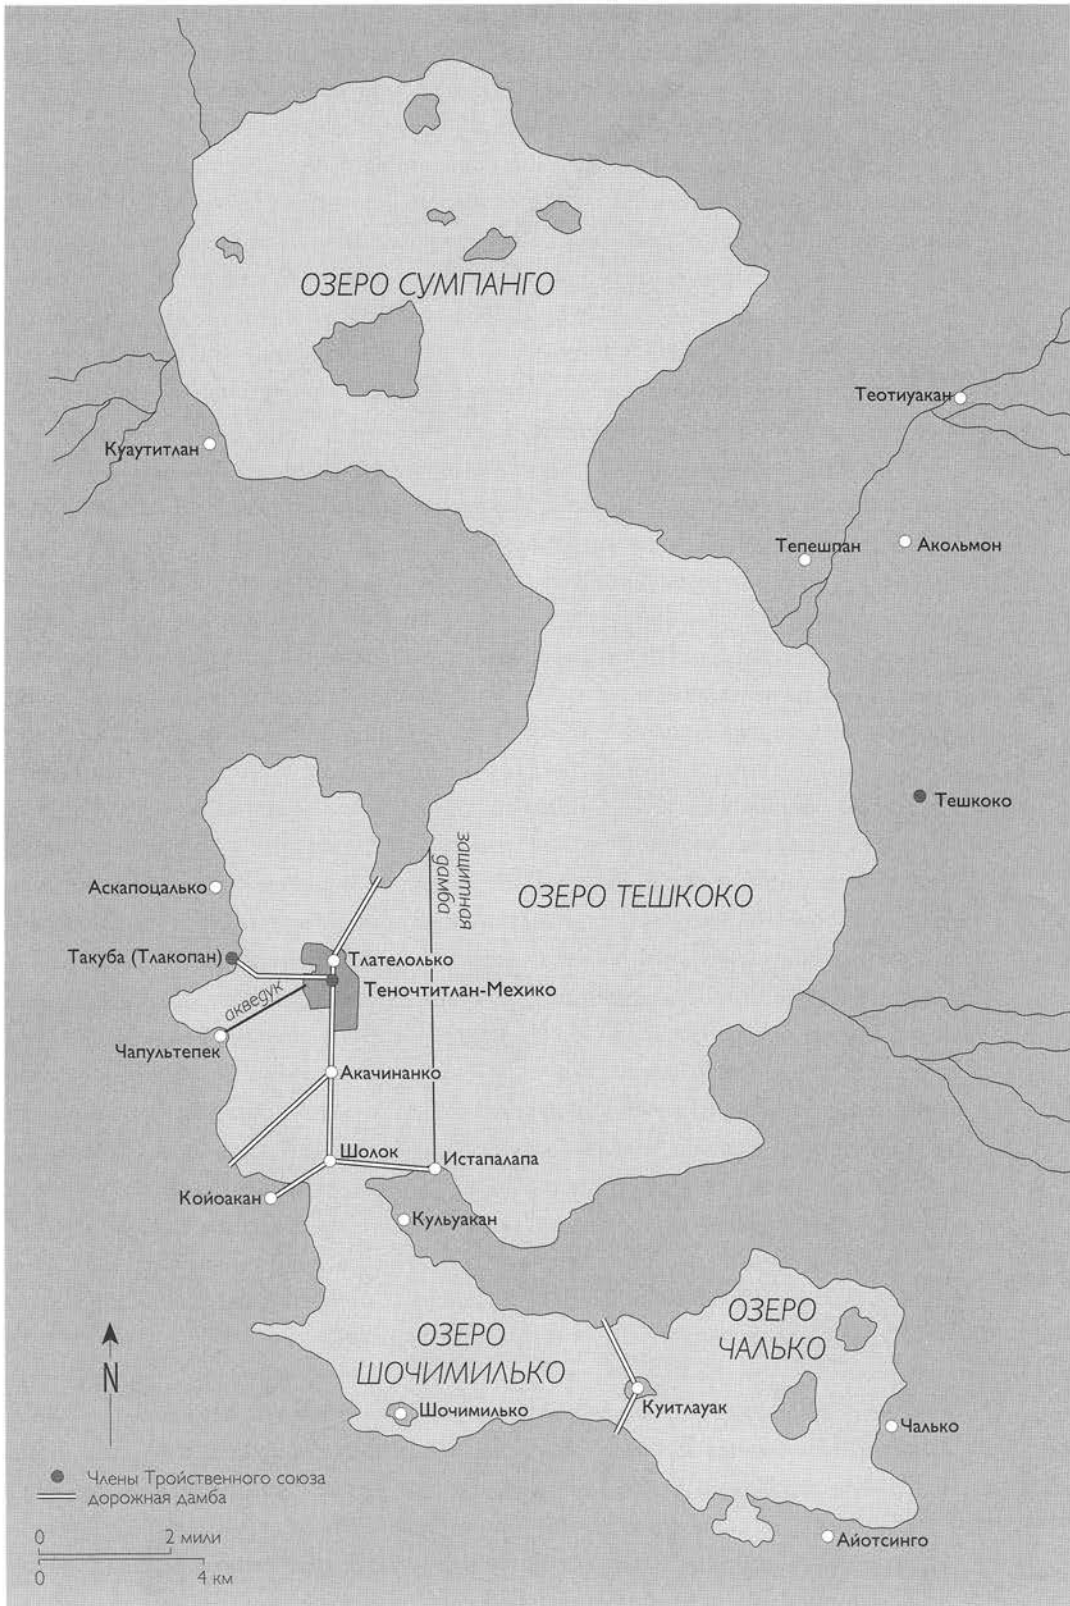 ОЗЕРО СУМПАНГО
Теотиуакан
Куаутитлан
Тепешпан
Акольмон
Тешкоко
защитная
дамба
Аскапоцалько
ОЗЕРО ТЕШКОКО
Такуба (Тлакопан)
Тлателолько
Теночтитлан-Мехико
акведук
Чапультепек
Акачинанко
Шолок
Истапалапа
Койоакан
Кульуакан
ОЗЕРО
ЧАЛЬКО
ОЗЕРО
ШОЧИМИЛЬКО
N
Шочимилько
Куитлауак
Чалько
Члены Тройственного союза
дорожная дамба
0 2 мили
0 4 км
Айотсинго